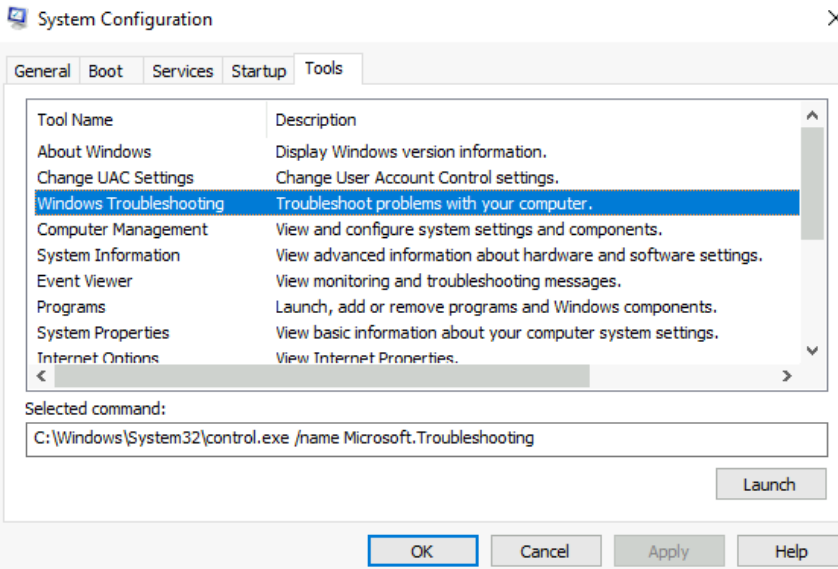 System Configuration
General Boot Services Startup Tools
Tool Name Description
About Windows Display Windows version information.
Change UAC Settings Change User Account Control settings.
Windows Troubleshooting Troubleshoot problems with your computer.
Computer Management View and configure system settings and components.
System Information View advanced information about hardware and software settings.
Event Viewer View monitoring and troubleshooting messages.
Programs Launch, add or remove programs and Windows components.
System Properties View basic information about your computer system settings.
Internet Options View Internet Properties.
Selected command:
C:\Windows\System32\control.exe /name Microsoft.Troubleshooting
Launch
OK Cancel Apply Help